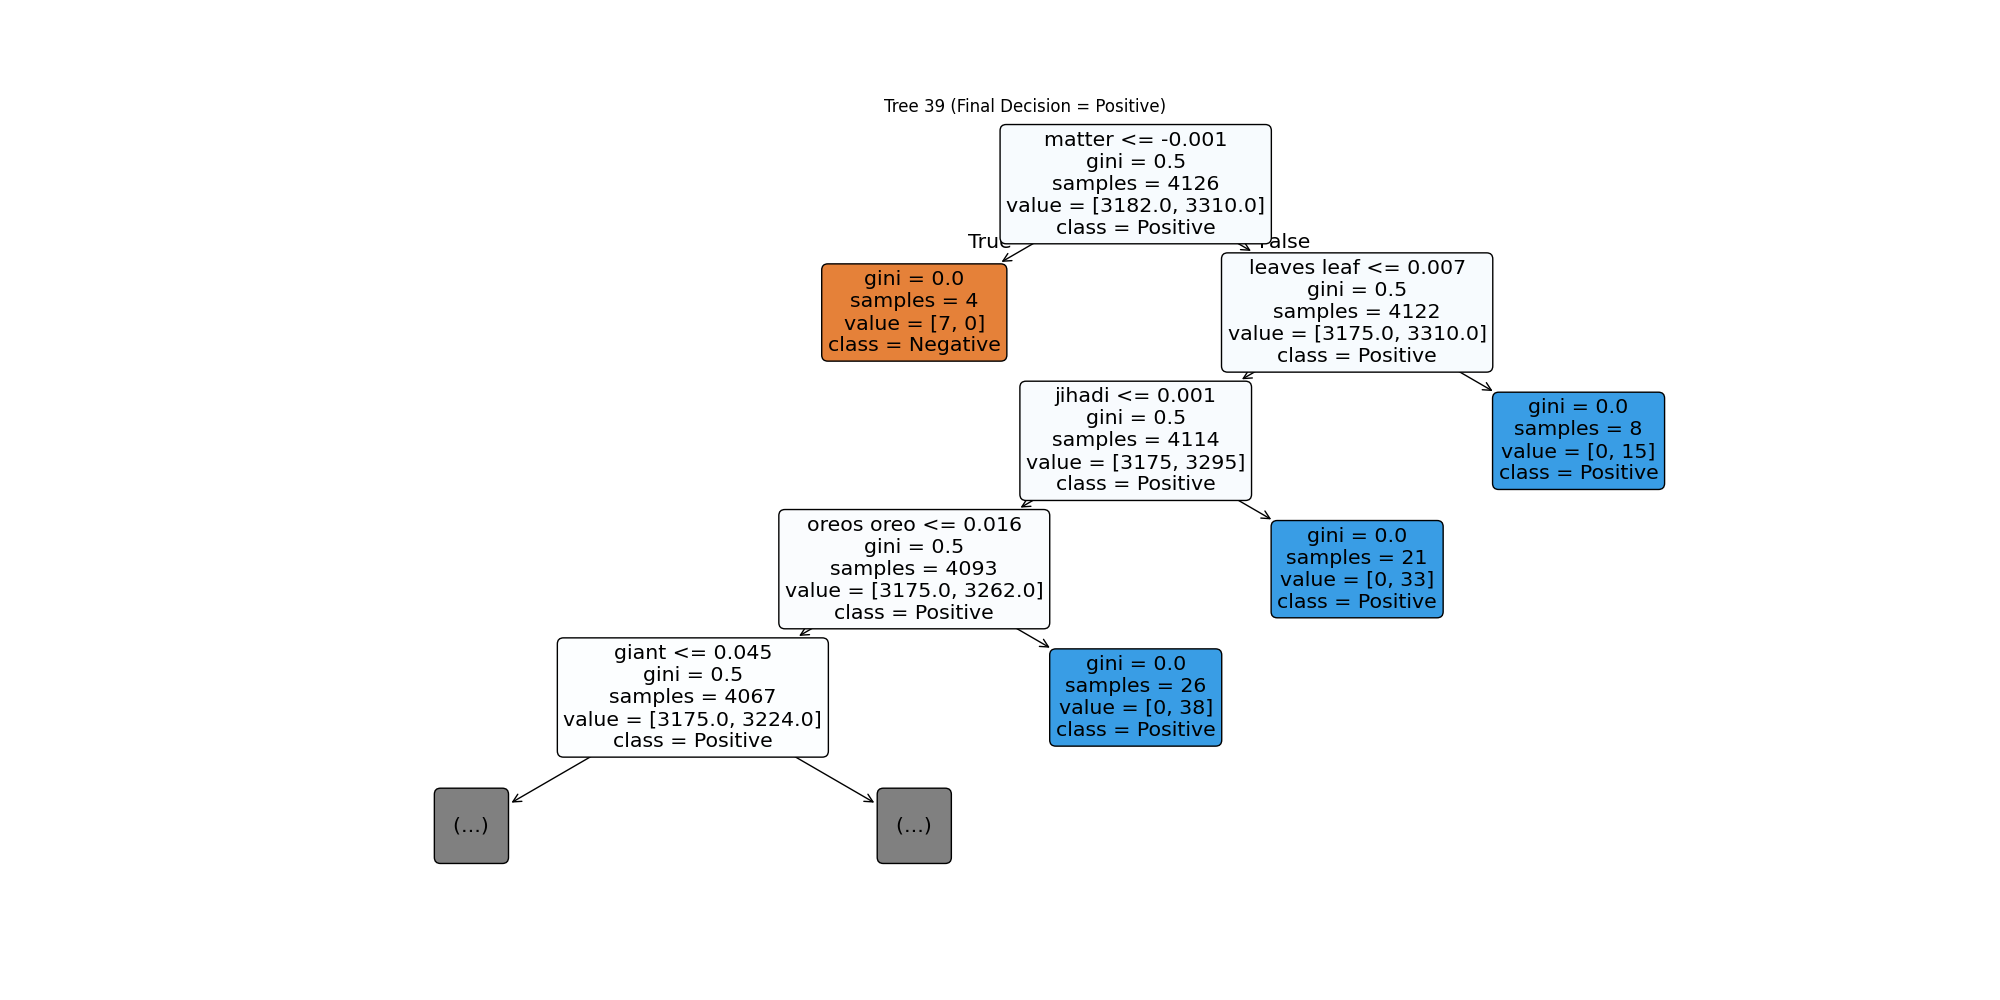 Tree 39 (Final Decision = Positive)
matter <= -0.001
gini = 0.5
samples = 4126
value = [3182.0, 3310.0]
class = Positive
True
False
gini = 0.0
samples = 4
value = [7, 0]
class = Negative
leaves leaf <= 0.007
gini = 0.5
samples = 4122
value = [3175.0, 3310.0]
class = Positive
jihadi <= 0.001
gini = 0.5
samples = 4114
value = [3175, 3295]
class = Positive
gini = 0.0
samples = 8
value = [0, 15]
class = Positive
oreos oreo <= 0.016
gini = 0.5
samples = 4093
value = [3175.0, 3262.0]
class = Positive
gini = 0.0
samples = 21
value = [0, 33]
class = Positive
giant <= 0.045
gini = 0.5
samples = 4067
value = [3175.0, 3224.0]
class = Positive
gini = 0.0
samples = 26
value = [0, 38]
class = Positive
(...)
(...)